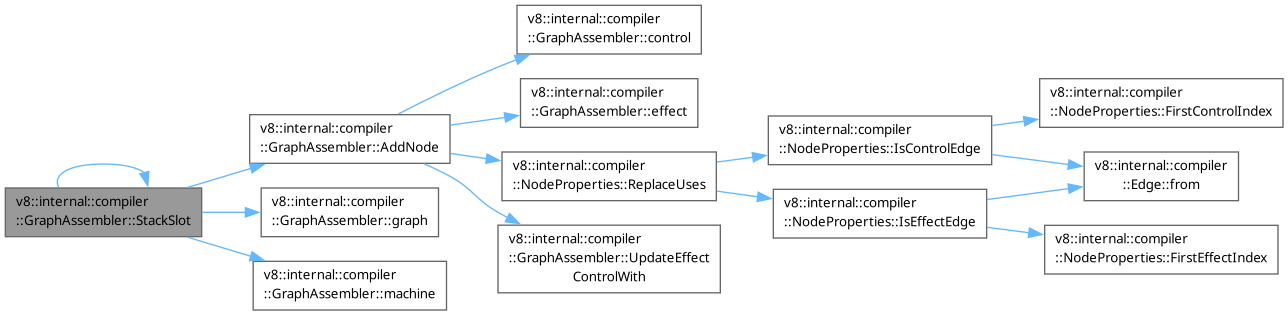 v8::internal::compiler
::GraphAssembler::StackSlot
v8::internal::compiler
::GraphAssembler::AddNode
v8::internal::compiler
::GraphAssembler::graph
v8::internal::compiler
::GraphAssembler::machine
v8::internal::compiler
::GraphAssembler::control
v8::internal::compiler
::GraphAssembler::effect
v8::internal::compiler
::NodeProperties::ReplaceUses
v8::internal::compiler
::GraphAssembler::UpdateEffect
ControlWith
v8::internal::compiler
::NodeProperties::IsControlEdge
v8::internal::compiler
::NodeProperties::IsEffectEdge
v8::internal::compiler
::NodeProperties::FirstControlIndex
v8::internal::compiler
::Edge::from
v8::internal::compiler
::NodeProperties::FirstEffectIndex